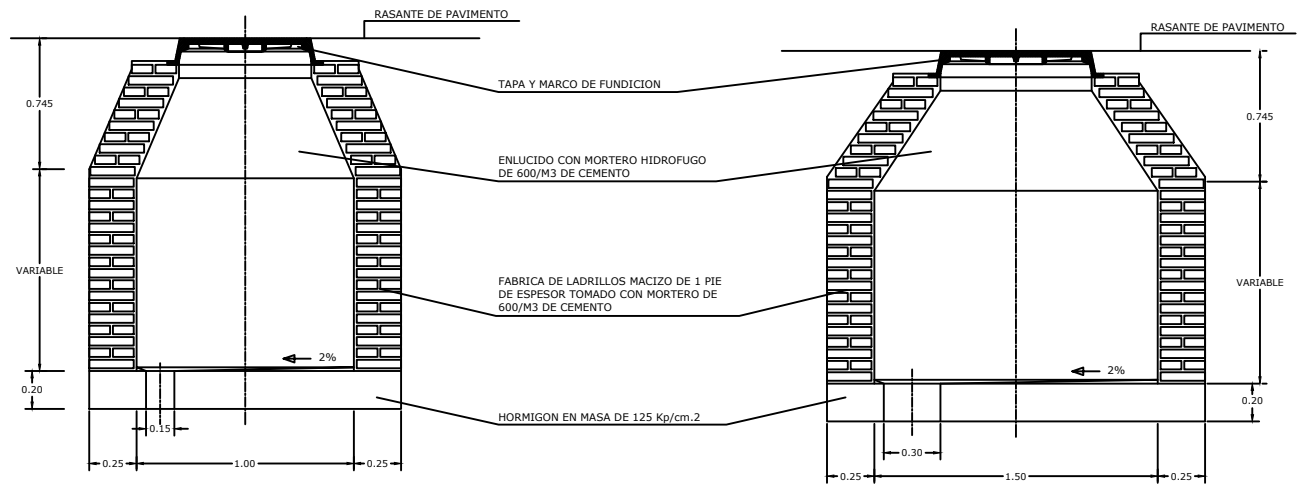 RASANTE DE PAVIMENTO
RASANTE DE PAVIMENTO
TAPA Y MARCO DE FUNDICION
0.745
0.745
ENLUCIDO CON MORTERO HIDROFUGO
DE 600/M3 DE CEMENTO
VARIABLE
FABRICA DE LADRILLOS MACIZO DE 1 PIE
DE ESPESOR TOMADO CON MORTERO DE
600/M3 DE CEMENTO
VARIABLE
2%
2%
0.20
0.20
HORMIGON EN MASA DE 125 Kp/cm.2
0.15
0.30
0.25
1.00
0.25
0.25
1.50
0.25